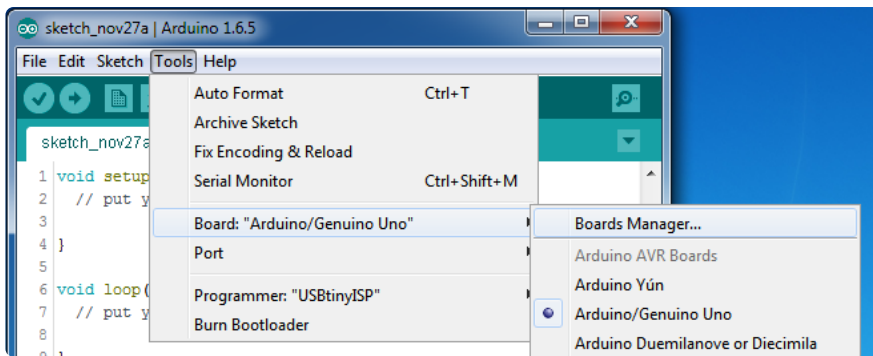 sketch_nov27a | Arduino 1.6.5
File Edit Sketch Tools Help
Auto Format Ctrl+T
Archive Sketch
Fix Encoding & Reload
Serial Monitor Ctrl+Shift+M
Board: "Arduino/Genuino Uno"
Port
Programmer: "USBtinyISP"
Burn Bootloader
Boards Manager...
Arduino AVR Boards
Arduino Yún
Arduino/Genuino Uno
Arduino Duemilanove or Diecimila
sketch_nov27a
1 void setup
2 // put y
3
4 }
5
6 void loop(
7 // put y
8
9 }